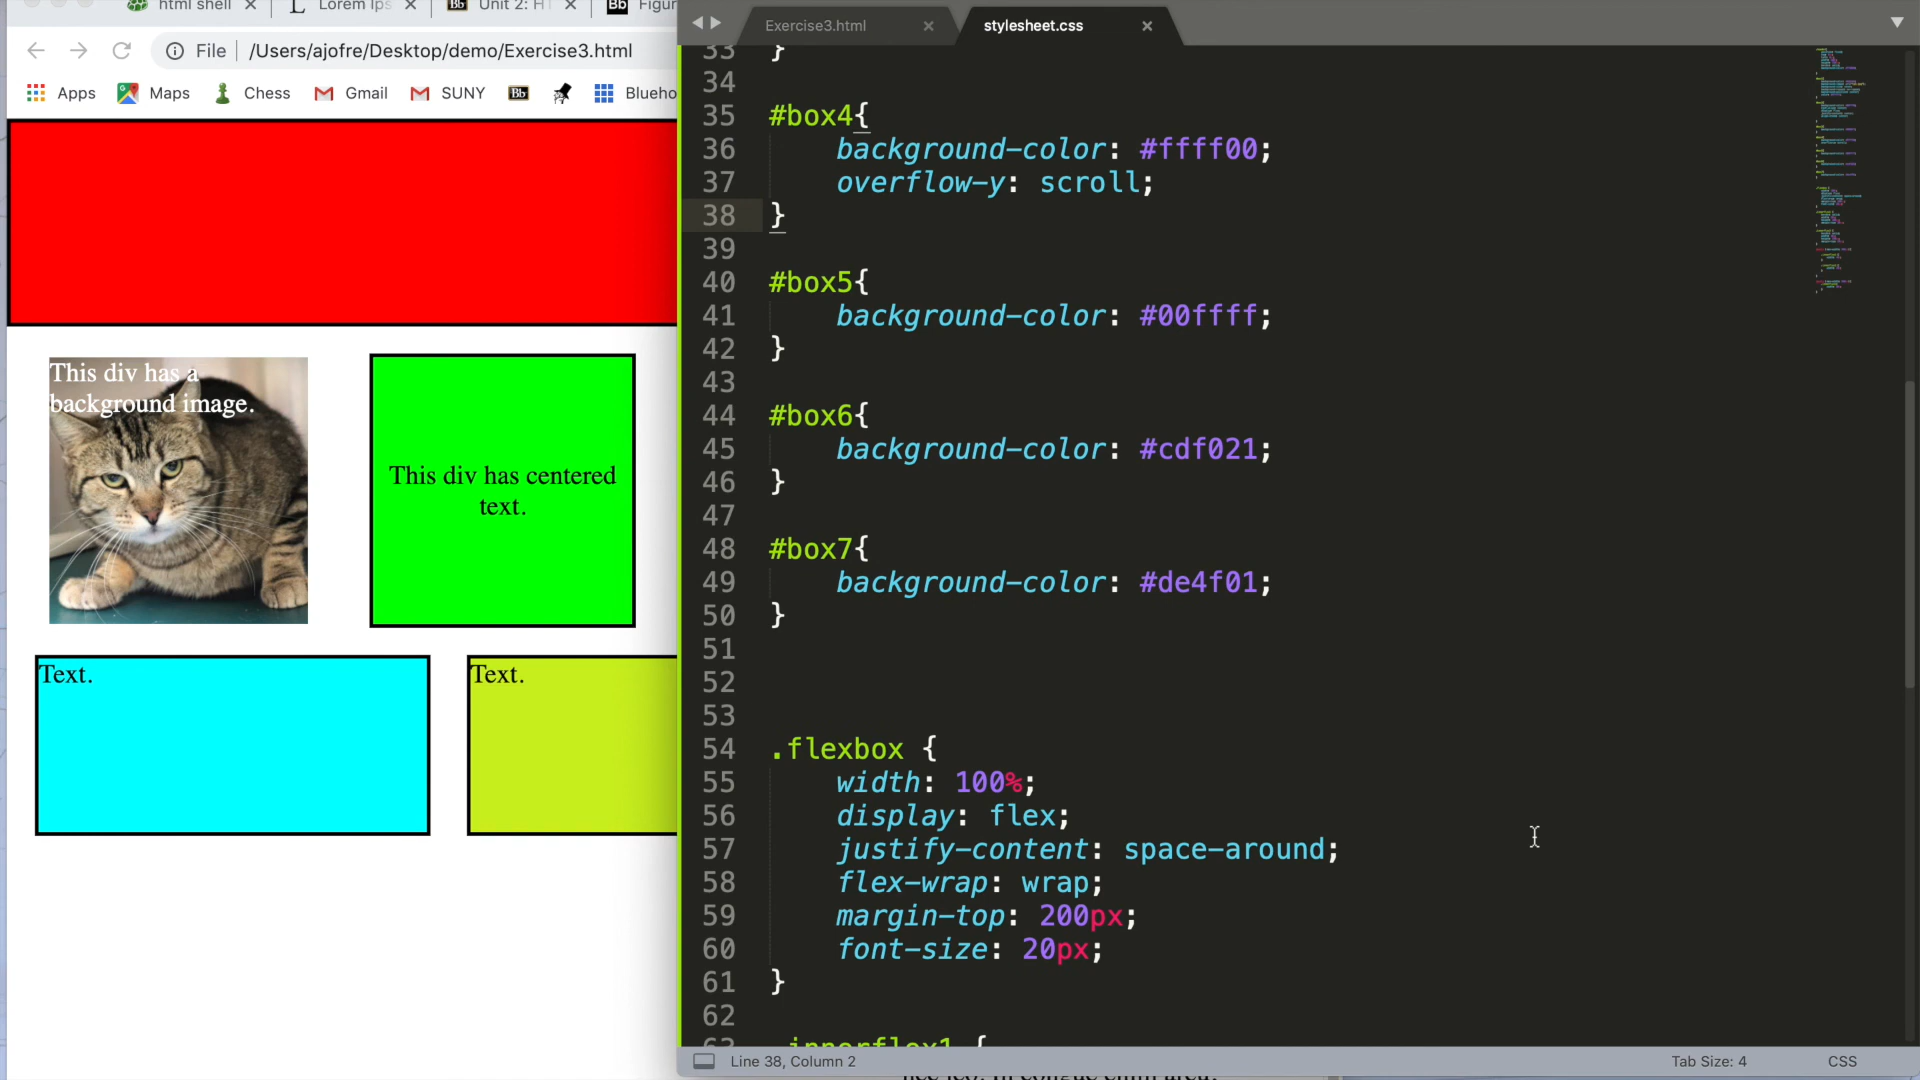 html shell
Lorem Ips
Unit 2: HT
Figur
File /Users/ajofre/Desktop/demo/Exercise3.html
Apps Maps Chess Gmail SUNY Bb Blueho
This div has a
background image.
This div has centered
text.
Text.
Text.
Exercise3.html
stylesheet.css
33 }
34
35 #box4{
36 background-color: #ffff00;
37 overflow-y: scroll;
38 }
39
40 #box5{
41 background-color: #00ffff;
42 }
43
44 #box6{
45 background-color: #cdf021;
46 }
47
48 #box7{
49 background-color: #de4f01;
50 }
51
52
53
54 .flexbox {
55 width: 100%;
56 display: flex;
57 justify-content: space-around;
58 flex-wrap: wrap;
59 margin-top: 200px;
60 font-size: 20px;
61 }
62
63 .innerflex1 {
Line 38, Column 2
Tab Size: 4
CSS